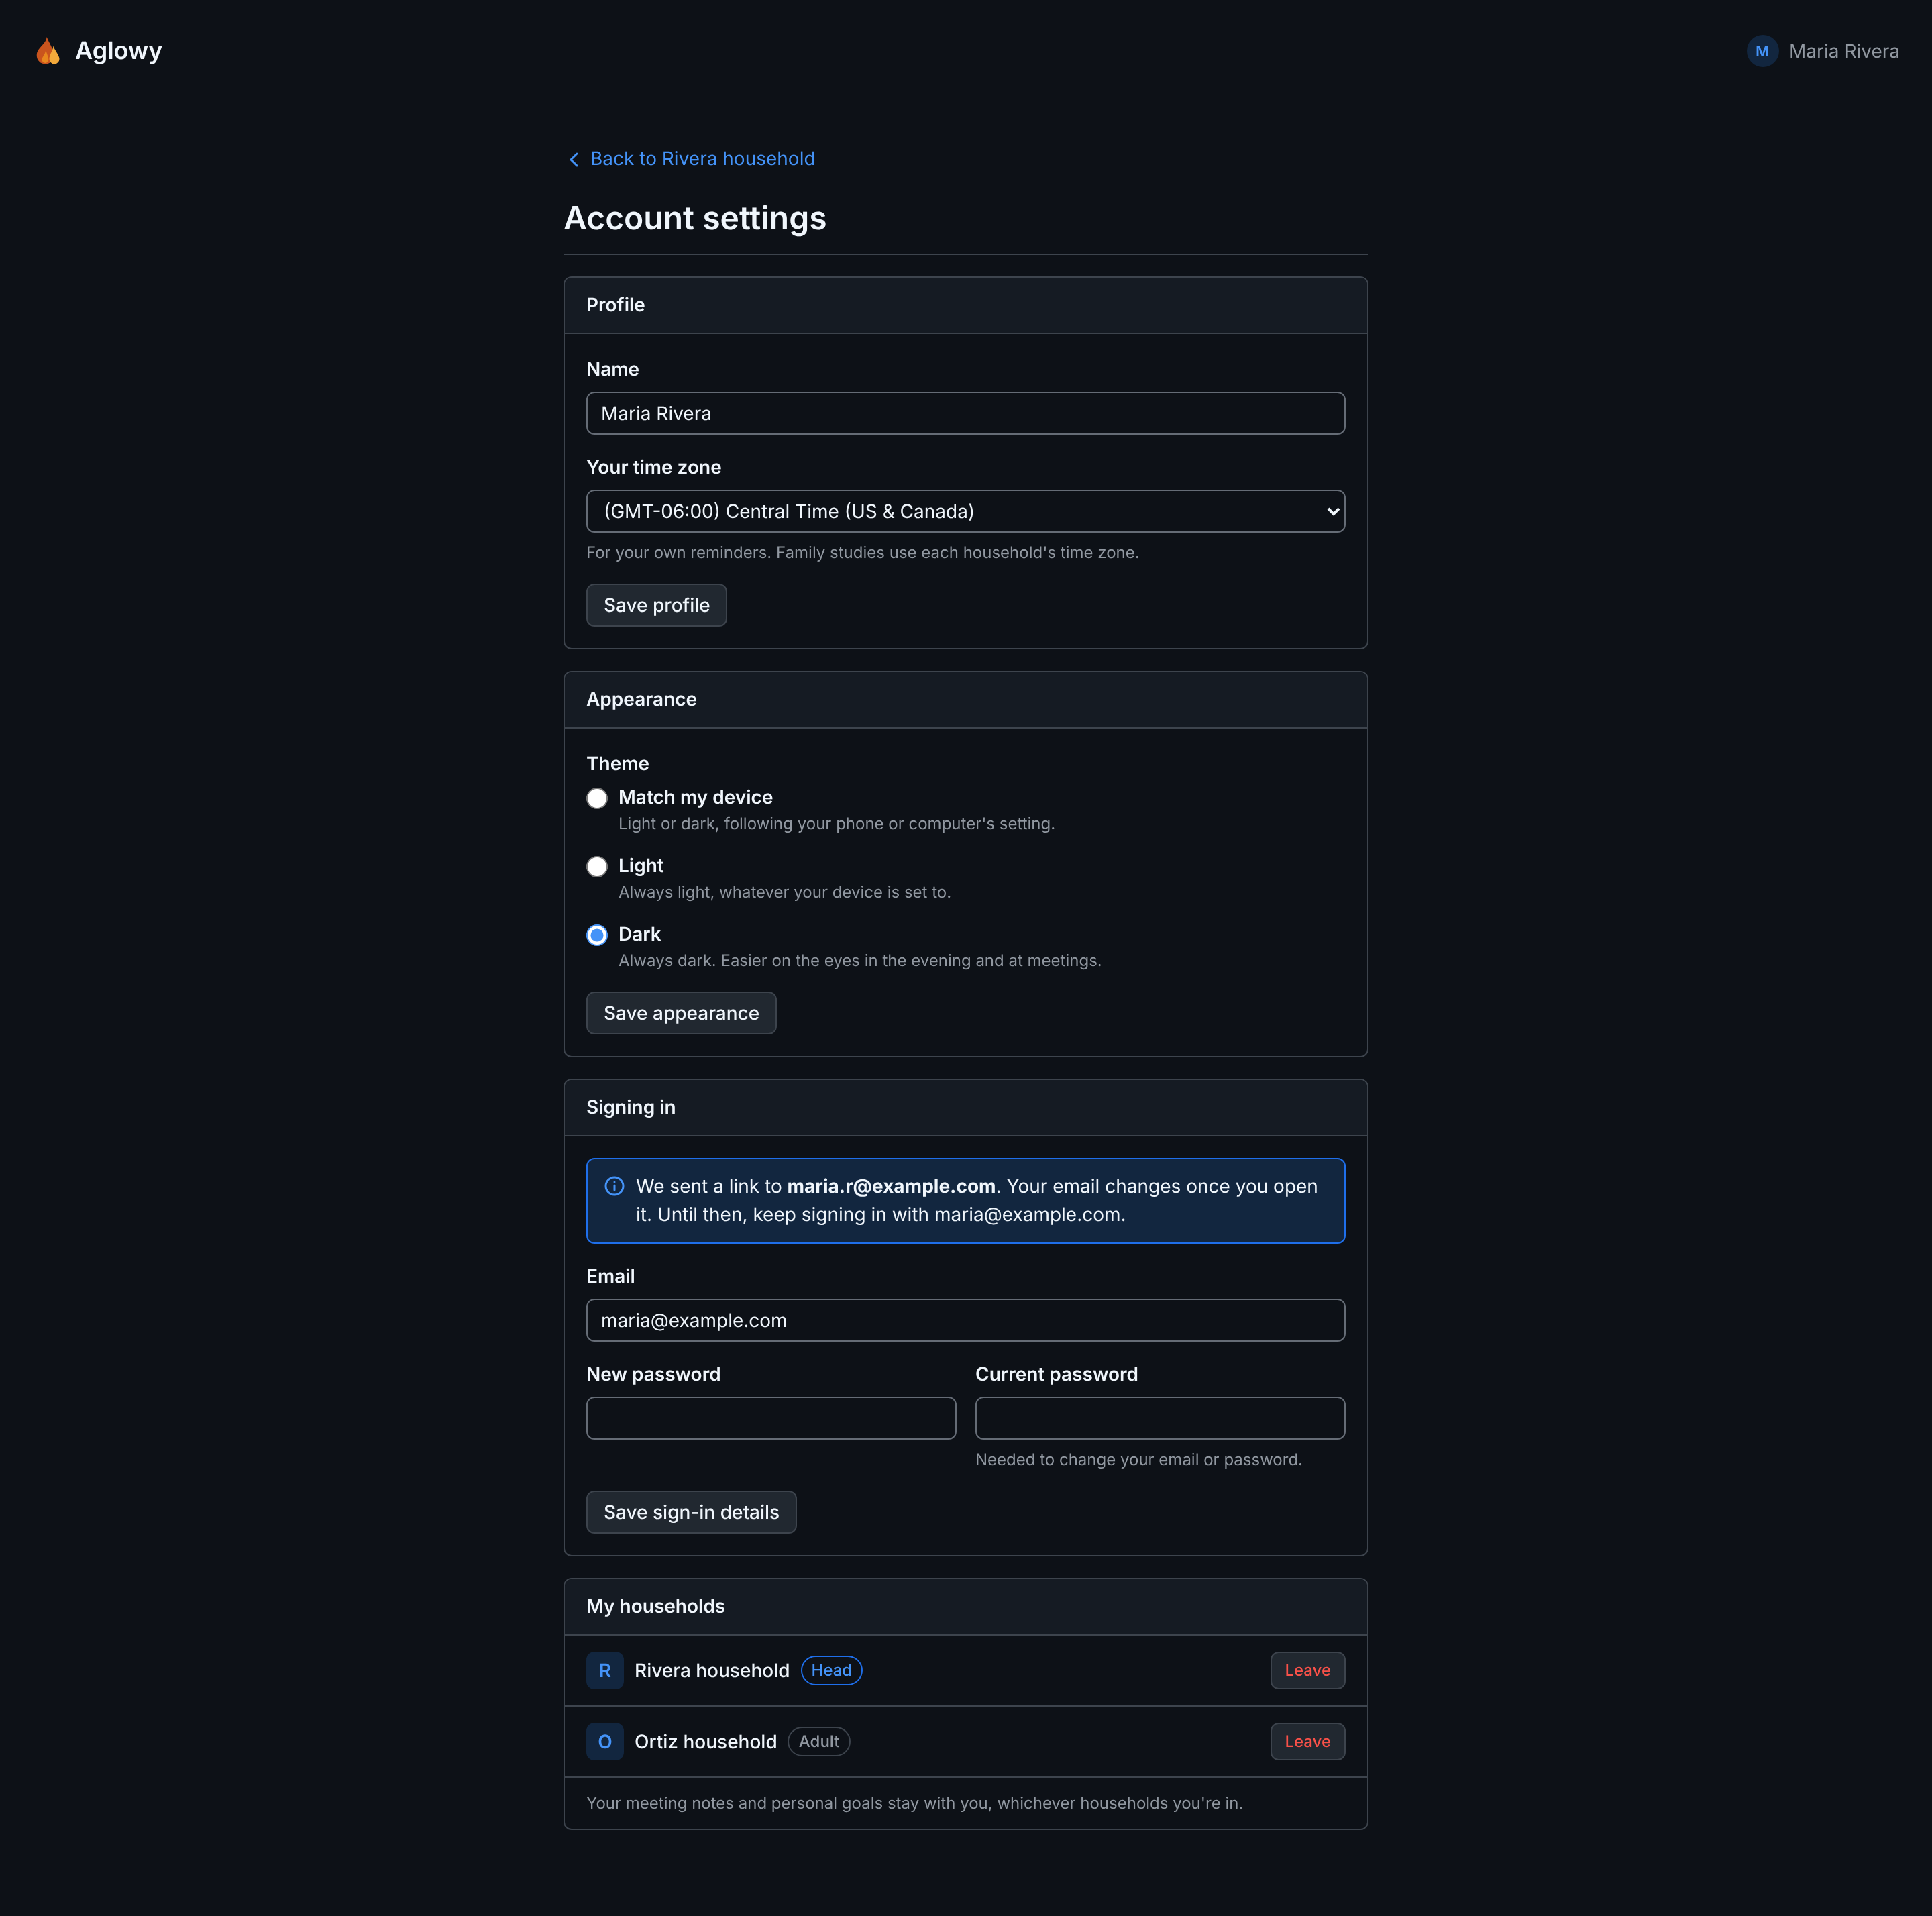 Aglowy
M Maria Rivera
Back to Rivera household
Account settings
Profile
Name
Maria Rivera
Your time zone
(GMT-06:00) Central Time (US & Canada)
For your own reminders. Family studies use each household's time zone.
Save profile
Appearance
Theme
Match my device
Light or dark, following your phone or computer's setting.
Light
Always light, whatever your device is set to.
Dark
Always dark. Easier on the eyes in the evening and at meetings.
Save appearance
Signing in
We sent a link to maria.r@example.com. Your email changes once you open
it. Until then, keep signing in with maria@example.com.
Email
maria@example.com
New password
Current password
Needed to change your email or password.
Save sign-in details
My households
R Rivera household Head Leave
O Ortiz household Adult Leave
Your meeting notes and personal goals stay with you, whichever households you're in.